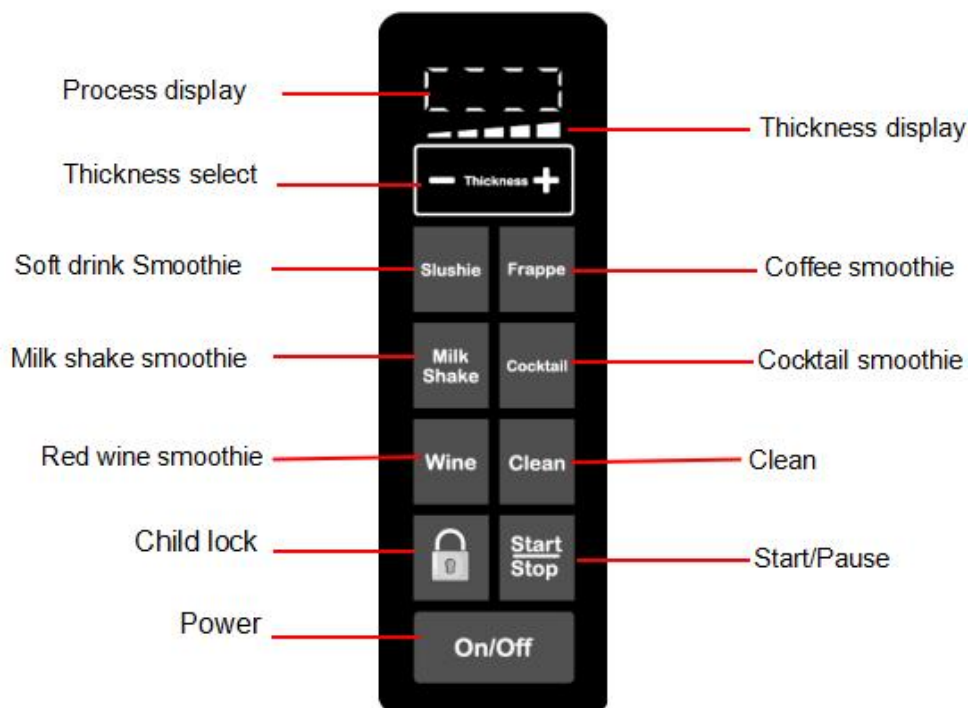 Process display
Thickness display
Thickness select
− Thickness +
Soft drink Smoothie
Slushie
Frappe
Coffee smoothie
Milk shake smoothie
Milk
Shake
Cocktail
Cocktail smoothie
Red wine smoothie
Wine
Clean
Clean
Child lock
Start
Stop
Start/Pause
Power
On/Off